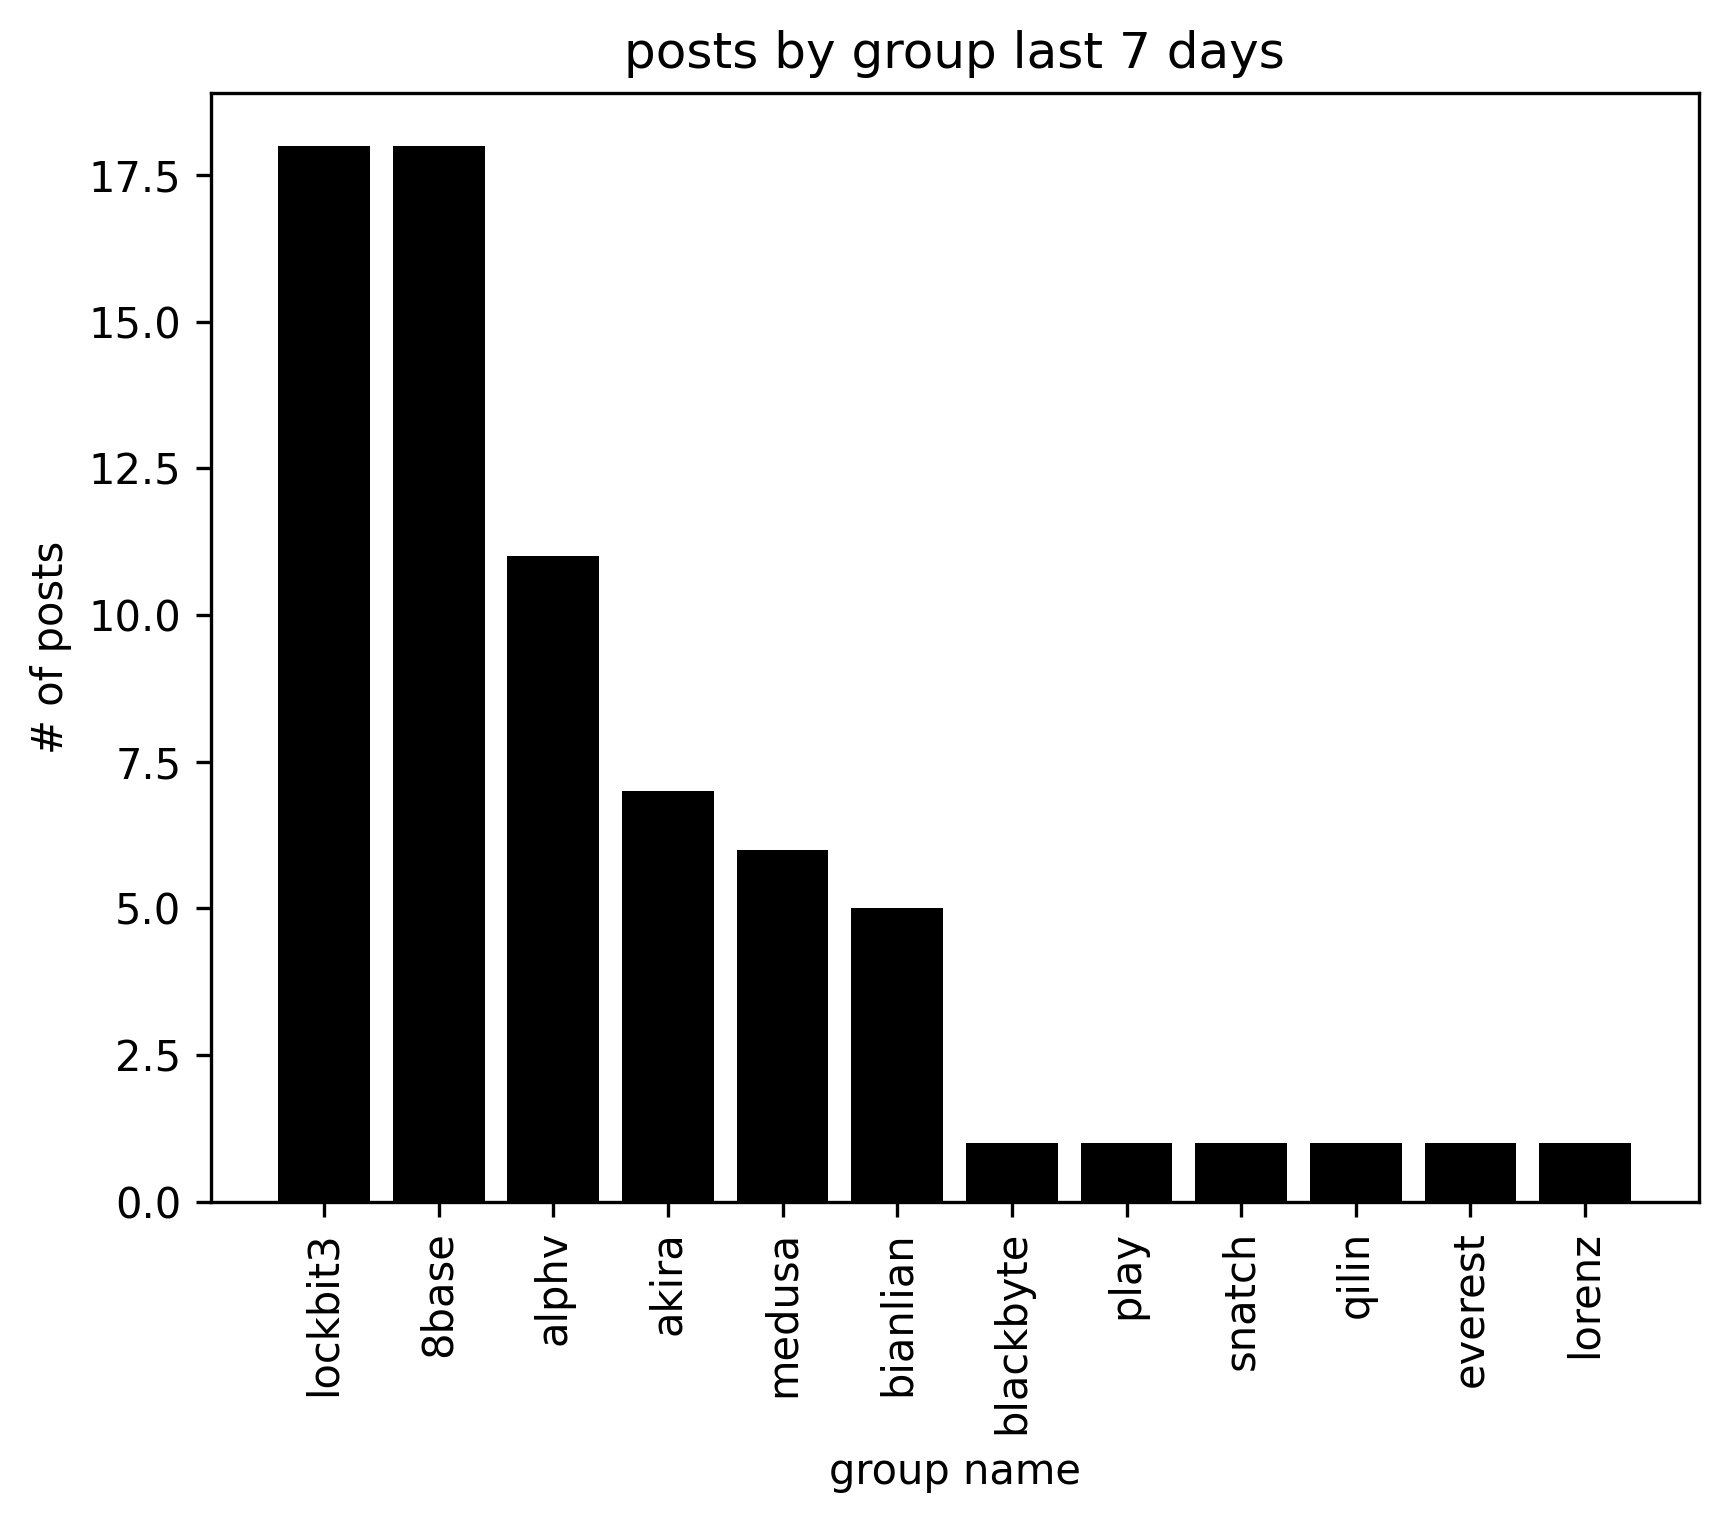 posts by group last 7 days
# of posts
17.5
15.0
12.5
10.0
7.5
5.0
2.5
0.0
lockbit3
8base
alphv
akira
medusa
bianlian
blackbyte
play
snatch
qilin
everest
lorenz
group name